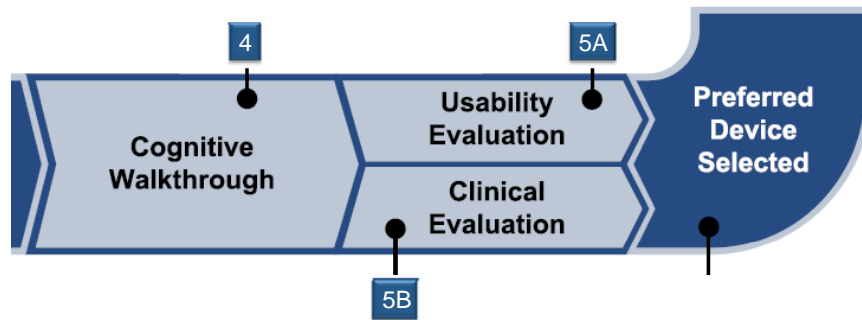 4
5A
Cognitive
Walkthrough
Usability
Evaluation
Clinical
Evaluation
5B
Preferred
Device
Selected